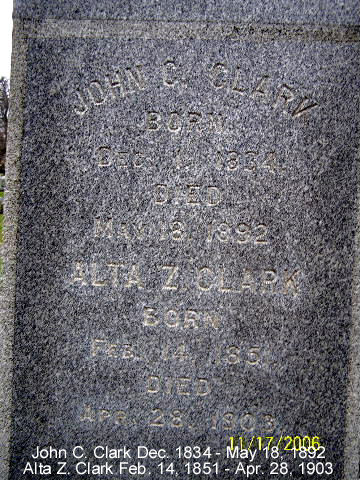 JOHN C. CLARK
BORN
DEC. 1, 1834.
DIED
MAY 18, 1892
ALTA Z. CLARK
BORN
FEB. 14, 1851
DIED
APR. 28, 1903
11/17/2006
John C. Clark Dec. 1834 - May 18, 1892
Alta Z. Clark Feb. 14, 1851 - Apr. 28, 1903